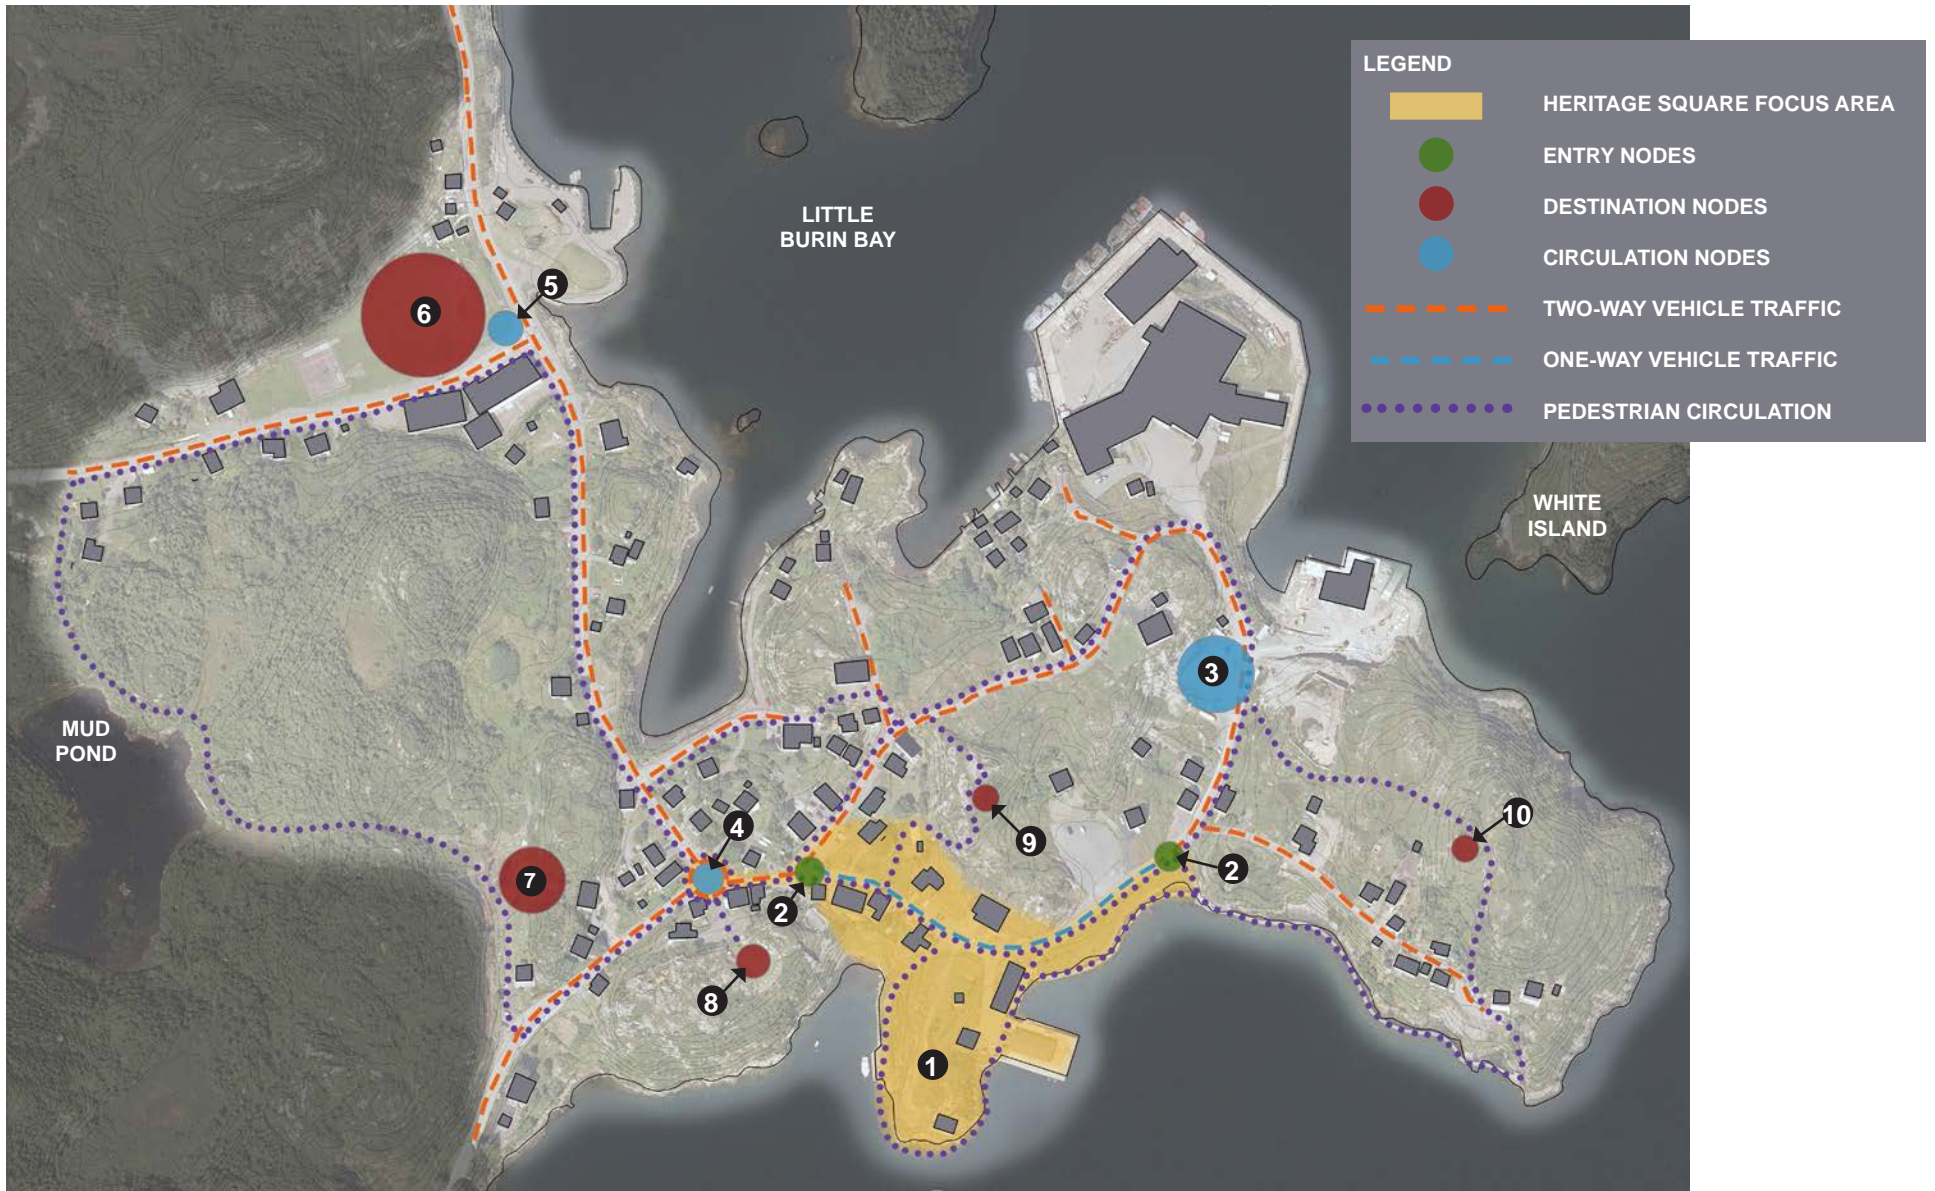 LEGEND
HERITAGE SQUARE FOCUS AREA
ENTRY NODES
DESTINATION NODES
CIRCULATION NODES
TWO-WAY VEHICLE TRAFFIC
ONE-WAY VEHICLE TRAFFIC
PEDESTRIAN CIRCULATION
LITTLE
BURIN BAY
5
6
WHITE
ISLAND
3
MUD
POND
10
4
9
2
7
2
8
1